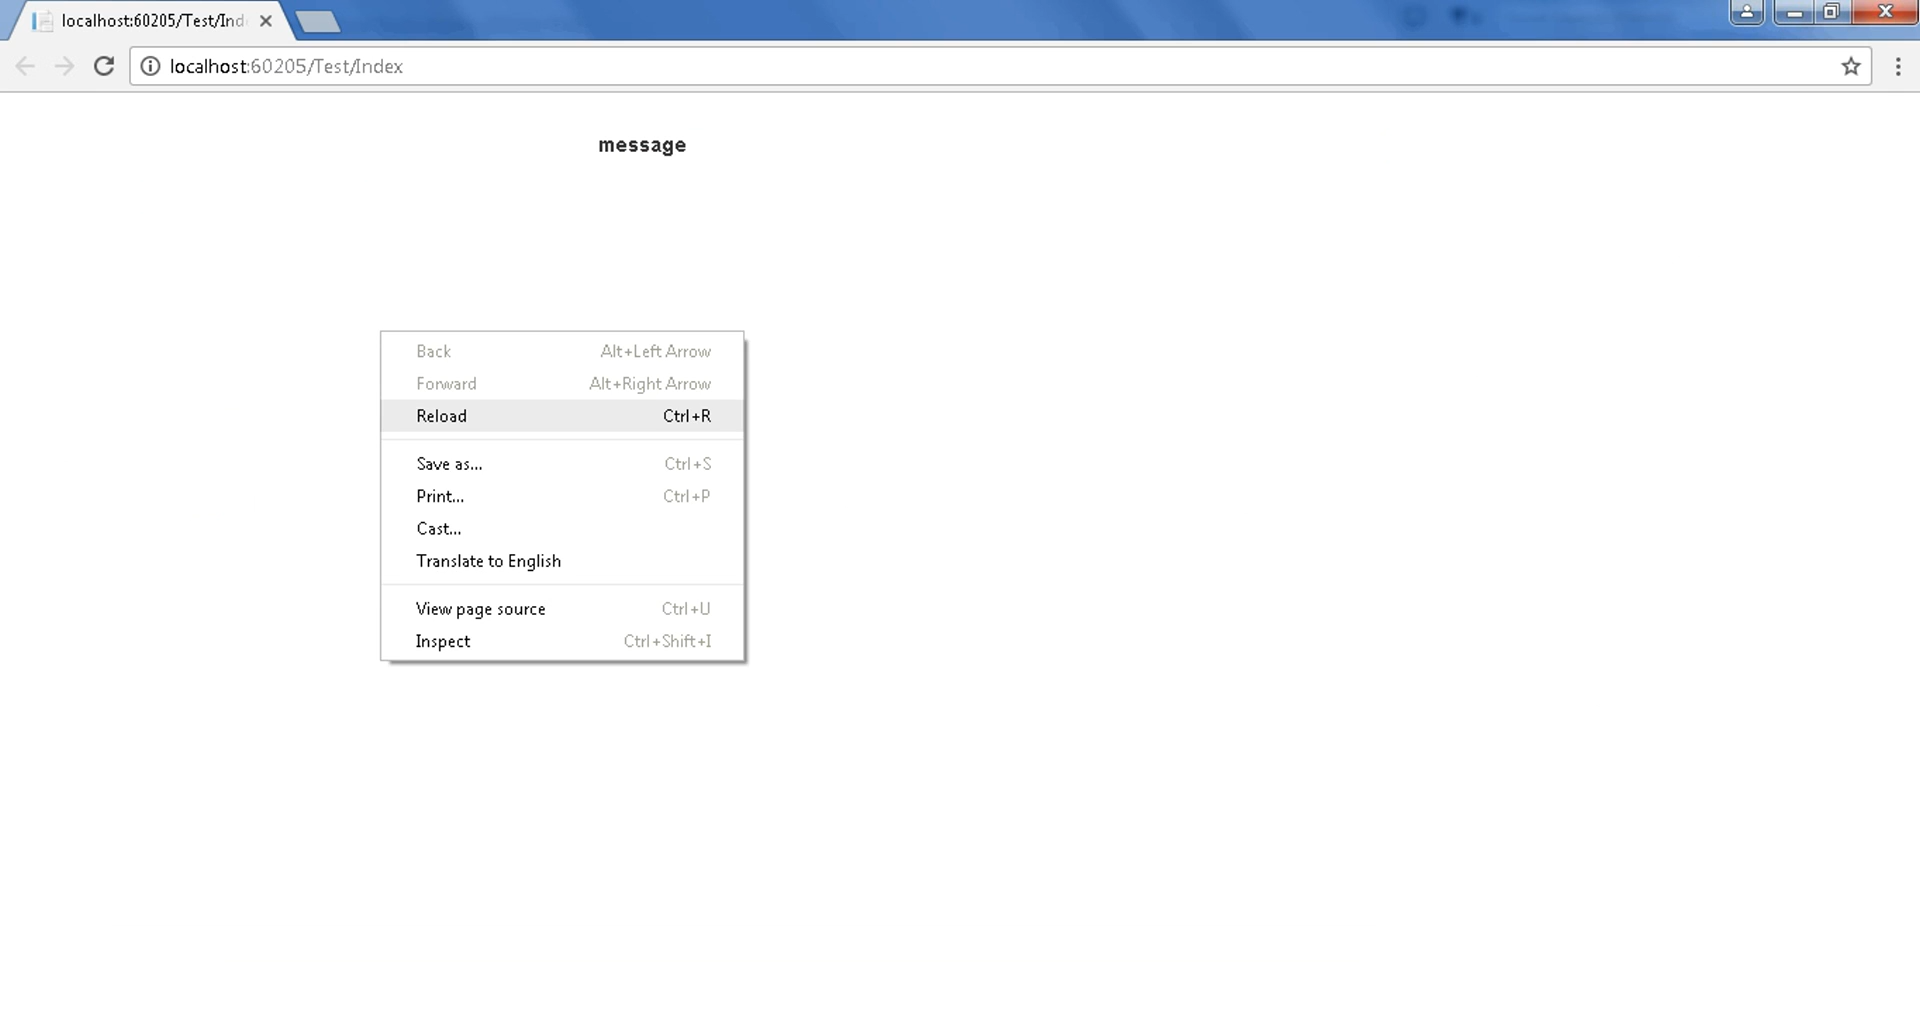 localhost:60205/Test/Ind
localhost:60205/Test/Index
message
Back Alt+Left Arrow
Forward Alt+Right Arrow
Reload Ctrl+R
Save as... Ctrl+S
Print... Ctrl+P
Cast...
Translate to English
View page source Ctrl+U
Inspect Ctrl+Shift+I